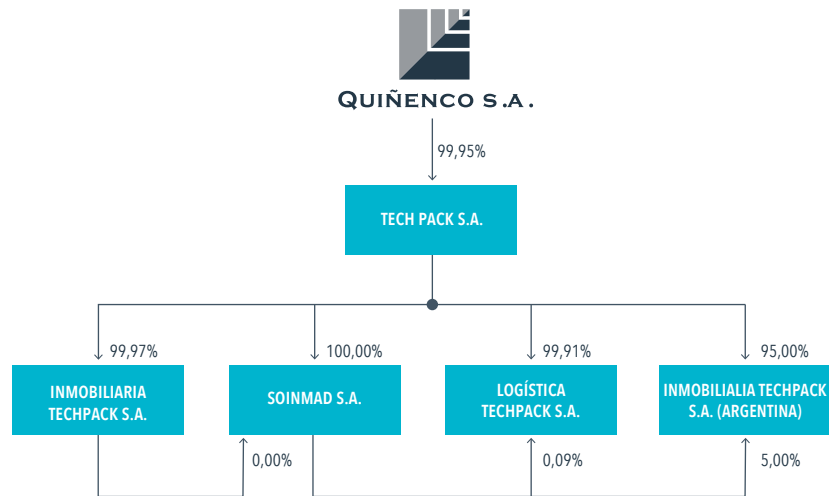 QUIÑENCO S.A.
99,95%
TECH PACK S.A.
99,97%
100,00%
99,91%
95,00%
INMOBILIARIA
TECHPACK S.A.
SOINMAD S.A.
LOGÍSTICA
TECHPACK S.A.
INMOBILIALIA TECHPACK
S.A. (ARGENTINA)
0,00%
0,09%
5,00%